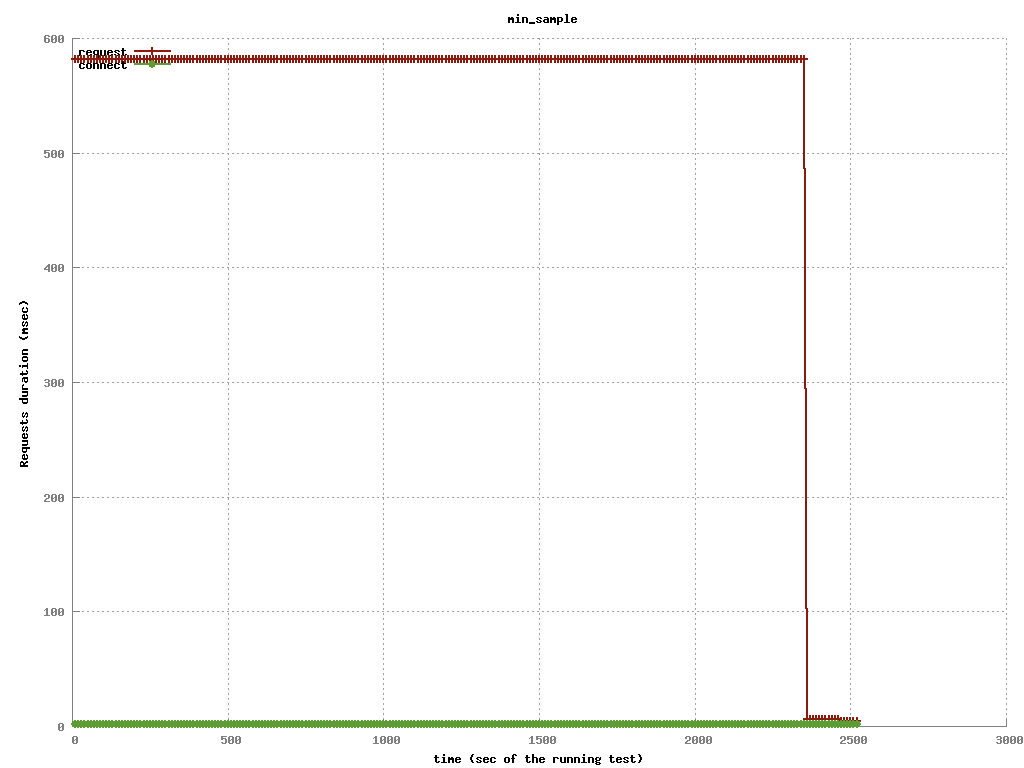 min_sample
600
request
connect
500
400
300
200
100
0
Requests duration (msec)
0 500 1000 1500 2000 2500 3000
time (sec of the running test)